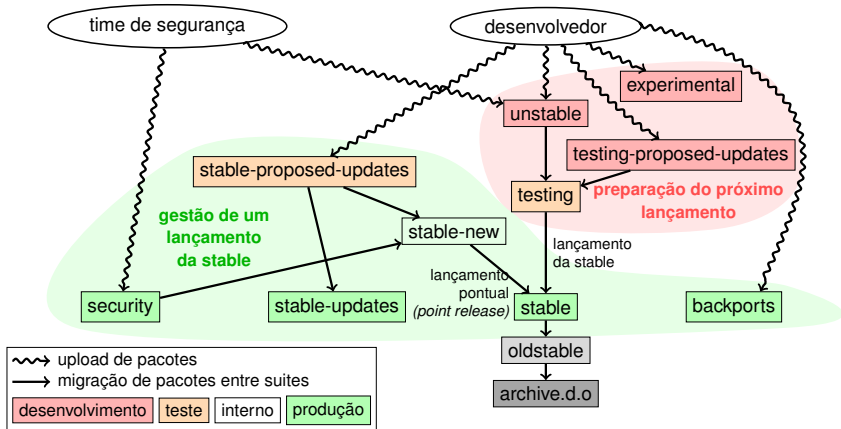 time de segurança
desenvolvedor
experimental
unstable
testing-proposed-updates
stable-proposed-updates
testing
preparação do próximo
lançamento
gestão de um
lançamento
da stable
stable-new
lançamento
da stable
lançamento
pontual
(point release)
security
stable-updates
stable
backports
oldstable
archive.d.o
upload de pacotes
migração de pacotes entre suites
desenvolvimento
teste
interno
produção